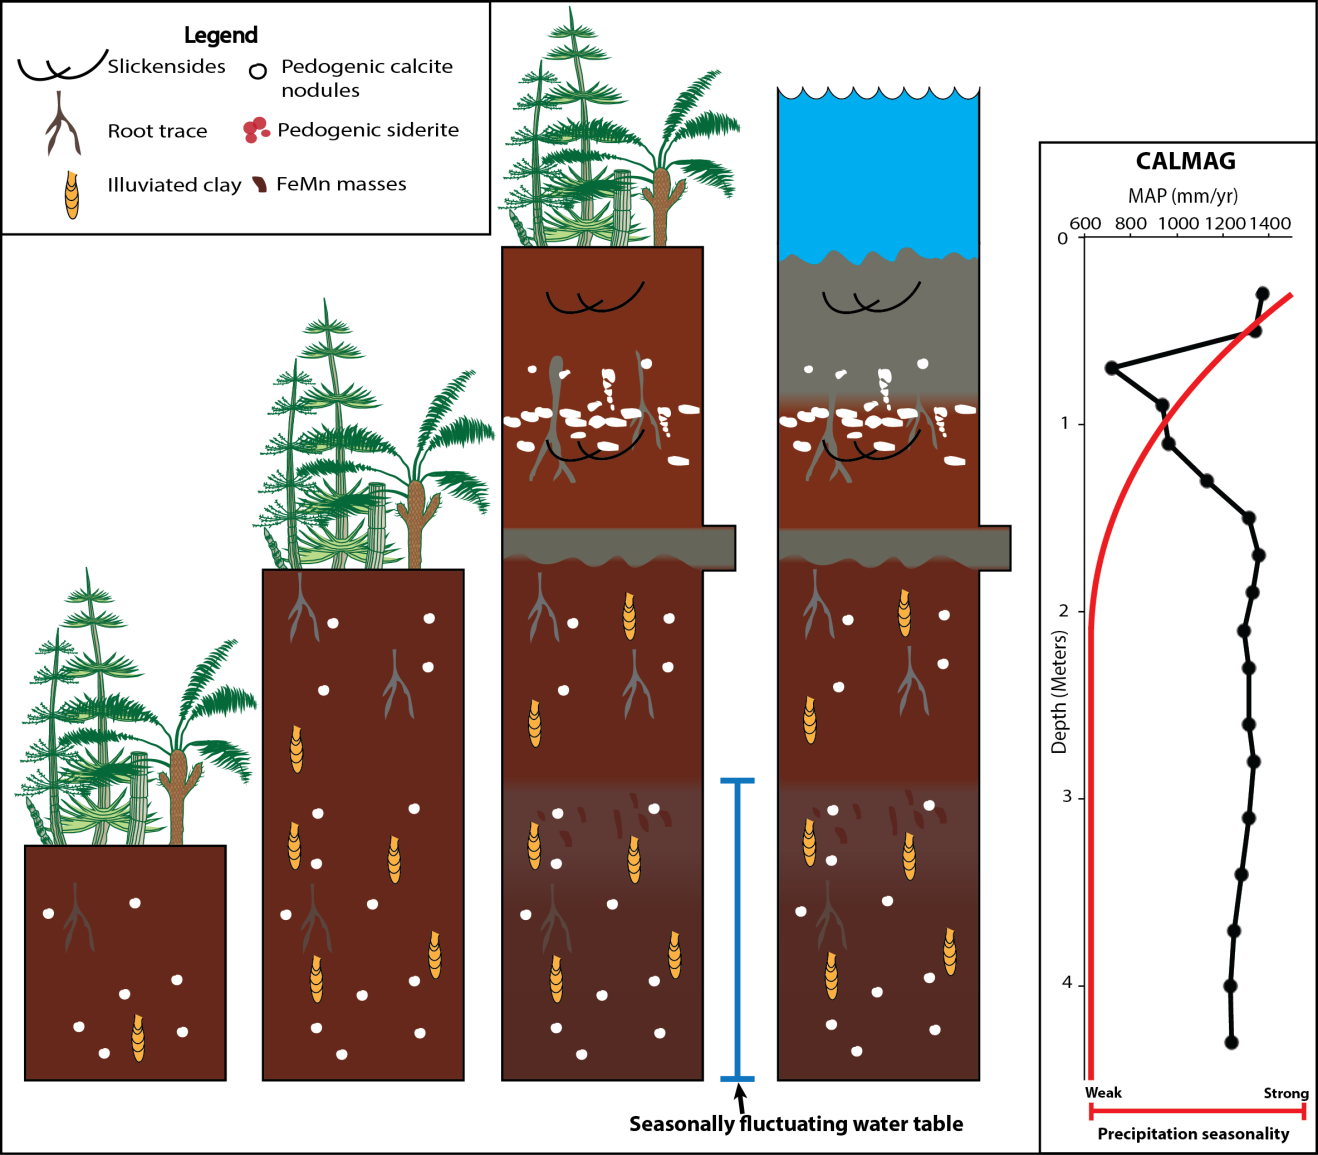 Legend
Slickensides
Pedogenic calcite
nodules
Root trace
Pedogenic siderite
Illuviated clay
FeMn masses
CALMAG
MAP (mm/yr)
600 800 1000 1200 1400
0
1
2
3
4
Depth (Meters)
Weak
Strong
Precipitation seasonality
Seasonally fluctuating water table